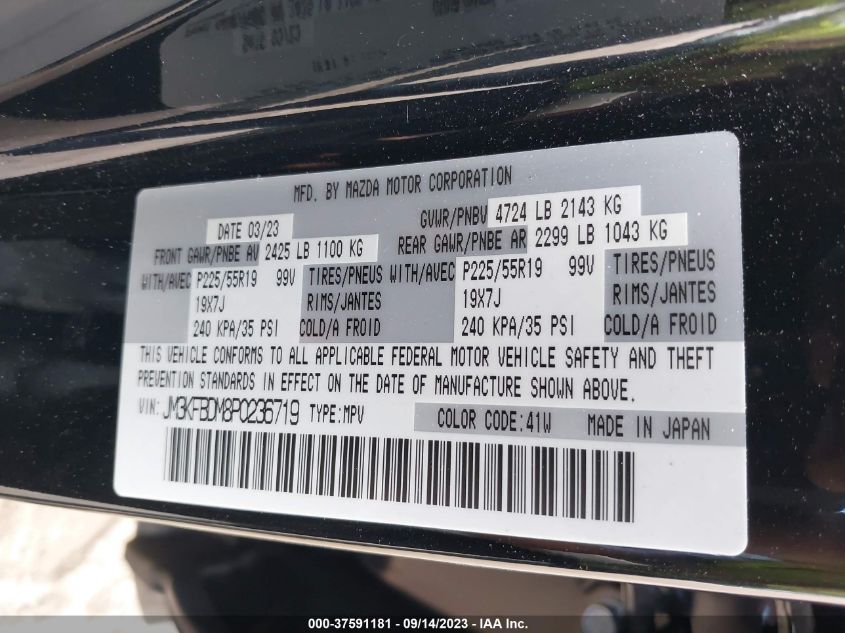 MFD. BY MAZDA MOTOR CORPORATION
DATE 03/23 GVWR/PNBV 4724 LB 2143 KG
FRONT GAWR/PNBE AV 2425 LB 1100 KG REAR GAWR/PNBE AR 2299 LB 1043 KG
WITH/AVEC P225/55R19 99V TIRES/PNEUS WITH/AVEC P225/55R19 99V TIRES/PNEUS
19X7J RIMS/JANTES 19X7J RIMS/JANTES
240 KPA/35 PSI COLD/A FROID 240 KPA/35 PSI COLD/A FROID
THIS VEHICLE CONFORMS TO ALL APPLICABLE FEDERAL MOTOR VEHICLE SAFETY AND THEFT
PREVENTION STANDARDS IN EFFECT ON THE DATE OF MANUFACTURE SHOWN ABOVE.
VIN: JM3KFBDM8P0236719 TYPE:MPV COLOR CODE:41W MADE IN JAPAN
000-37591181 - 09/14/2023 - IAA Inc.